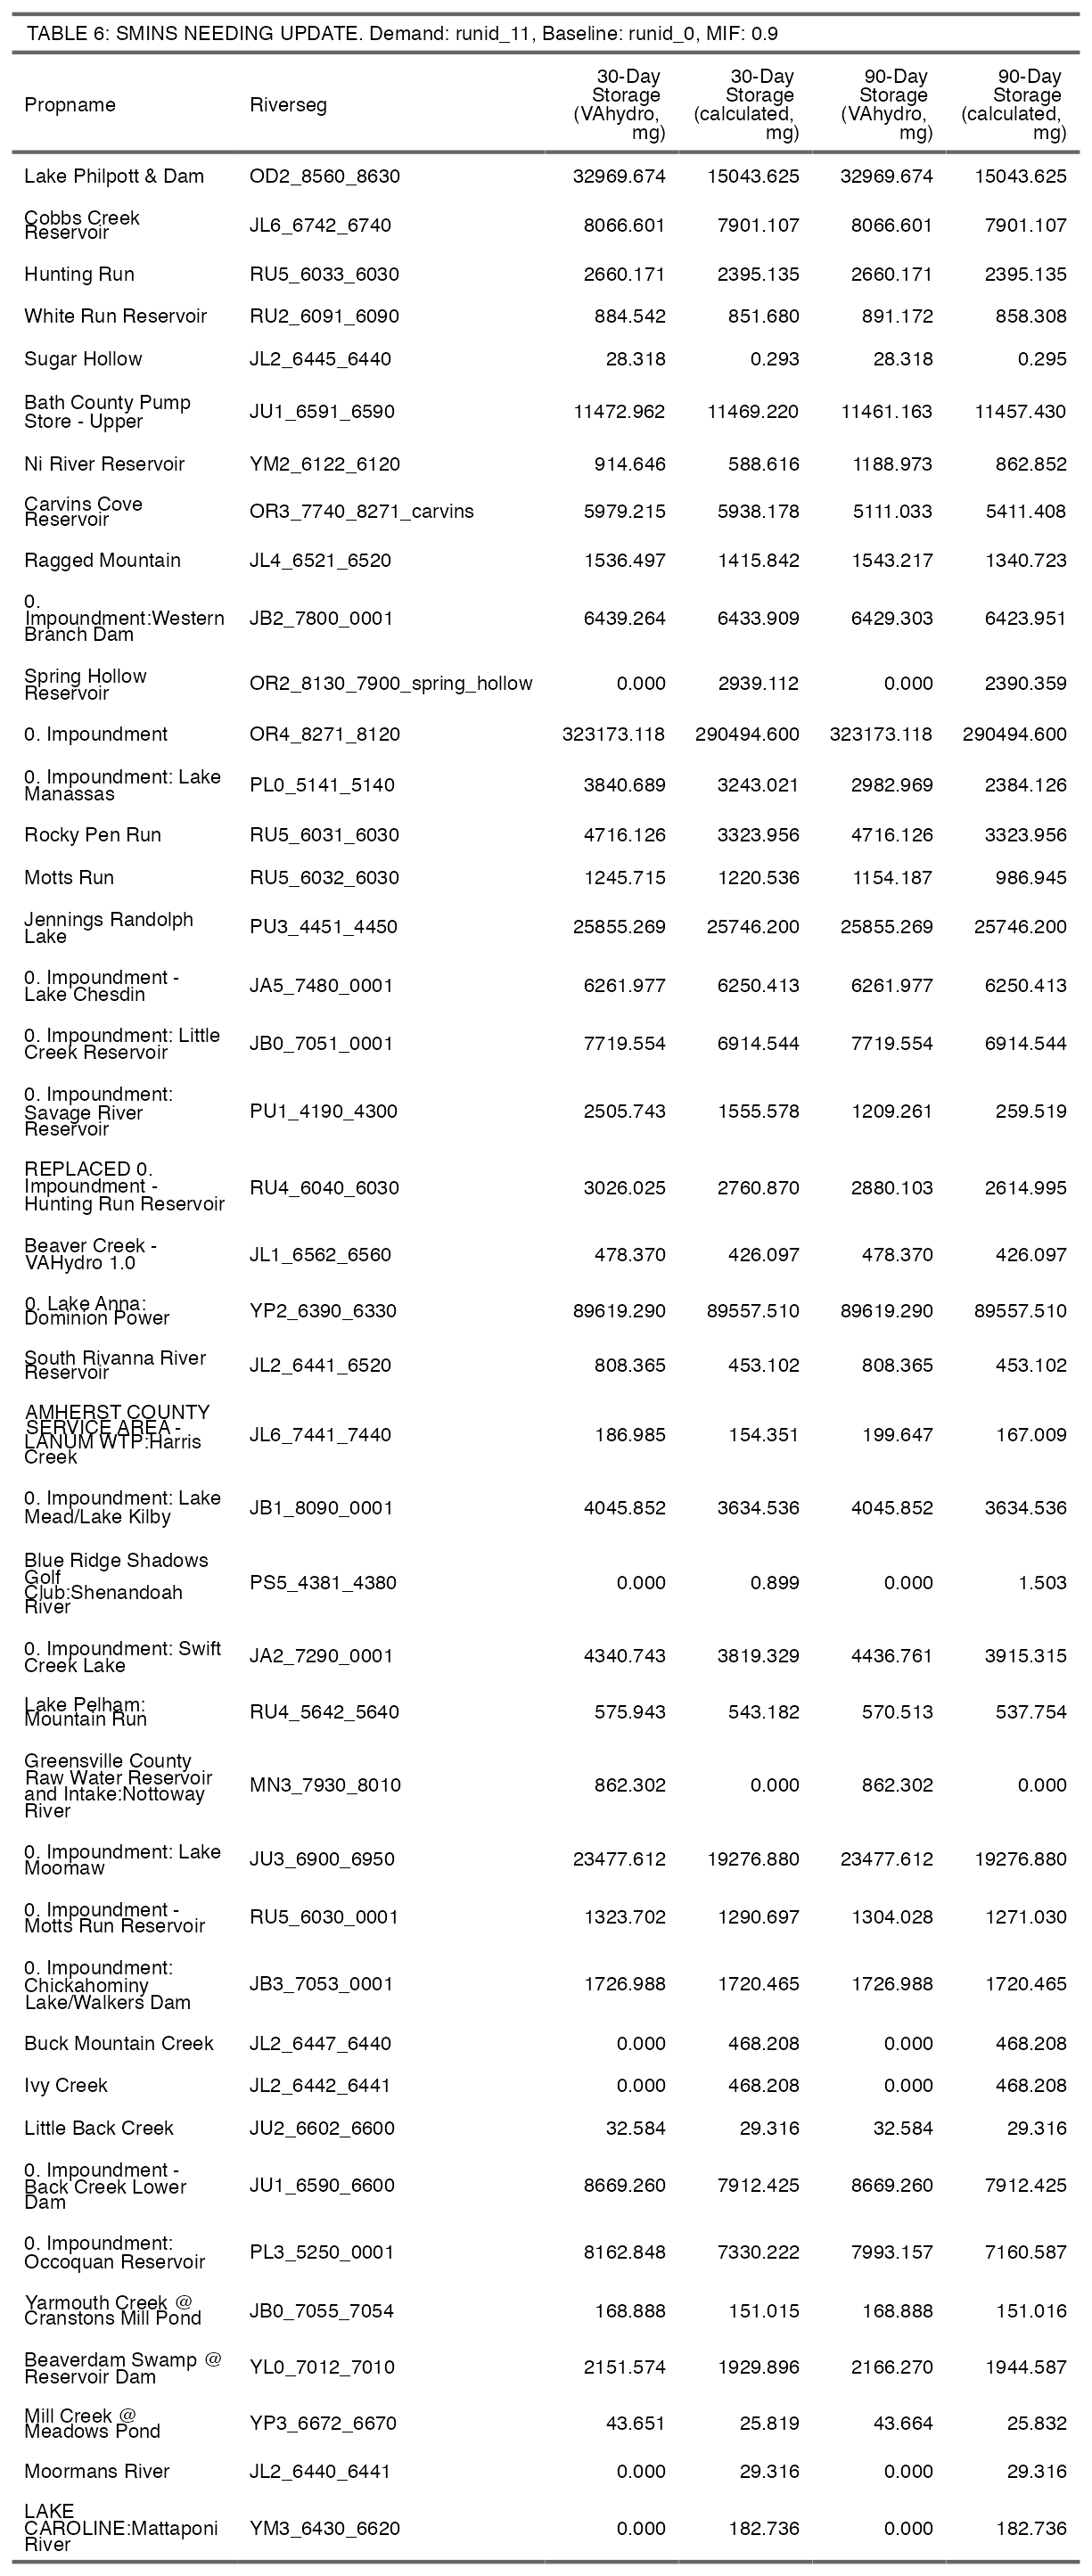 TABLE 6: SMINS NEEDING UPDATE. Demand: runid_11, Baseline: runid_0, MIF: 0.9
Propname Riverseg 30-Day Storage (VAhydro, mg) 30-Day Storage (calculated, mg) 90-Day Storage (VAhydro, mg) 90-Day Storage (calculated, mg)
Lake Philpott & Dam OD2_8560_8630 32969.674 15043.625 32969.674 15043.625
Cobbs Creek Reservoir JL6_6742_6740 8066.601 7901.107 8066.601 7901.107
Hunting Run RU5_6033_6030 2660.171 2395.135 2660.171 2395.135
White Run Reservoir RU2_6091_6090 884.542 851.680 891.172 858.308
Sugar Hollow JL2_6445_6440 28.318 0.293 28.318 0.295
Bath County Pump Store - Upper JU1_6591_6590 11472.962 11469.220 11461.163 11457.430
Ni River Reservoir YM2_6122_6120 914.646 588.616 1188.973 862.852
Carvins Cove Reservoir OR3_7740_8271_carvins 5979.215 5938.178 5111.033 5411.408
Ragged Mountain JL4_6521_6520 1536.497 1415.842 1543.217 1340.723
0. Impoundment:Western Branch Dam JB2_7800_0001 6439.264 6433.909 6429.303 6423.951
Spring Hollow Reservoir OR2_8130_7900_spring_hollow 0.000 2939.112 0.000 2390.359
0. Impoundment OR4_8271_8120 323173.118 290494.600 323173.118 290494.600
0. Impoundment: Lake Manassas PL0_5141_5140 3840.689 3243.021 2982.969 2384.126
Rocky Pen Run RU5_6031_6030 4716.126 3323.956 4716.126 3323.956
Motts Run RU5_6032_6030 1245.715 1220.536 1154.187 986.945
Jennings Randolph Lake PU3_4451_4450 25855.269 25746.200 25855.269 25746.200
0. Impoundment - Lake Chesdin JA5_7480_0001 6261.977 6250.413 6261.977 6250.413
0. Impoundment: Little Creek Reservoir JB0_7051_0001 7719.554 6914.544 7719.554 6914.544
0. Impoundment: Savage River Reservoir PU1_4190_4300 2505.743 1555.578 1209.261 259.519
REPLACED 0. Impoundment - Hunting Run Reservoir RU4_6040_6030 3026.025 2760.870 2880.103 2614.995
Beaver Creek - VAHydro 1.0 JL1_6562_6560 478.370 426.097 478.370 426.097
0. Lake Anna: Dominion Power YP2_6390_6330 89619.290 89557.510 89619.290 89557.510
South Rivanna River Reservoir JL2_6441_6520 808.365 453.102 808.365 453.102
AMHERST COUNTY SERVICE AREA - LANUM WTP:Harris Creek JL6_7441_7440 186.985 154.351 199.647 167.009
0. Impoundment: Lake Mead/Lake Kilby JB1_8090_0001 4045.852 3634.536 4045.852 3634.536
Blue Ridge Shadows Golf Club:Shenandoah River PS5_4381_4380 0.000 0.899 0.000 1.503
0. Impoundment: Swift Creek Lake JA2_7290_0001 4340.743 3819.329 4436.761 3915.315
Lake Pelham: Mountain Run RU4_5642_5640 575.943 543.182 570.513 537.754
Greensville County Raw Water Reservoir and Intake:Nottoway River MN3_7930_8010 862.302 0.000 862.302 0.000
0. Impoundment: Lake Moomaw JU3_6900_6950 23477.612 19276.880 23477.612 19276.880
0. Impoundment - Motts Run Reservoir RU5_6030_0001 1323.702 1290.697 1304.028 1271.030
0. Impoundment: Chickahominy Lake/Walkers Dam JB3_7053_0001 1726.988 1720.465 1726.988 1720.465
Buck Mountain Creek JL2_6447_6440 0.000 468.208 0.000 468.208
Ivy Creek JL2_6442_6441 0.000 468.208 0.000 468.208
Little Back Creek JU2_6602_6600 32.584 29.316 32.584 29.316
0. Impoundment - Back Creek Lower Dam JU1_6590_6600 8669.260 7912.425 8669.260 7912.425
0. Impoundment: Occoquan Reservoir PL3_5250_0001 8162.848 7330.222 7993.157 7160.587
Yarmouth Creek @ Cranstons Mill Pond JB0_7055_7054 168.888 151.015 168.888 151.016
Beaverdam Swamp @ Reservoir Dam YL0_7012_7010 2151.574 1929.896 2166.270 1944.587
Mill Creek @ Meadows Pond YP3_6672_6670 43.651 25.819 43.664 25.832
Moormans River JL2_6440_6441 0.000 29.316 0.000 29.316
LAKE CAROLINE:Mattaponi River YM3_6430_6620 0.000 182.736 0.000 182.736